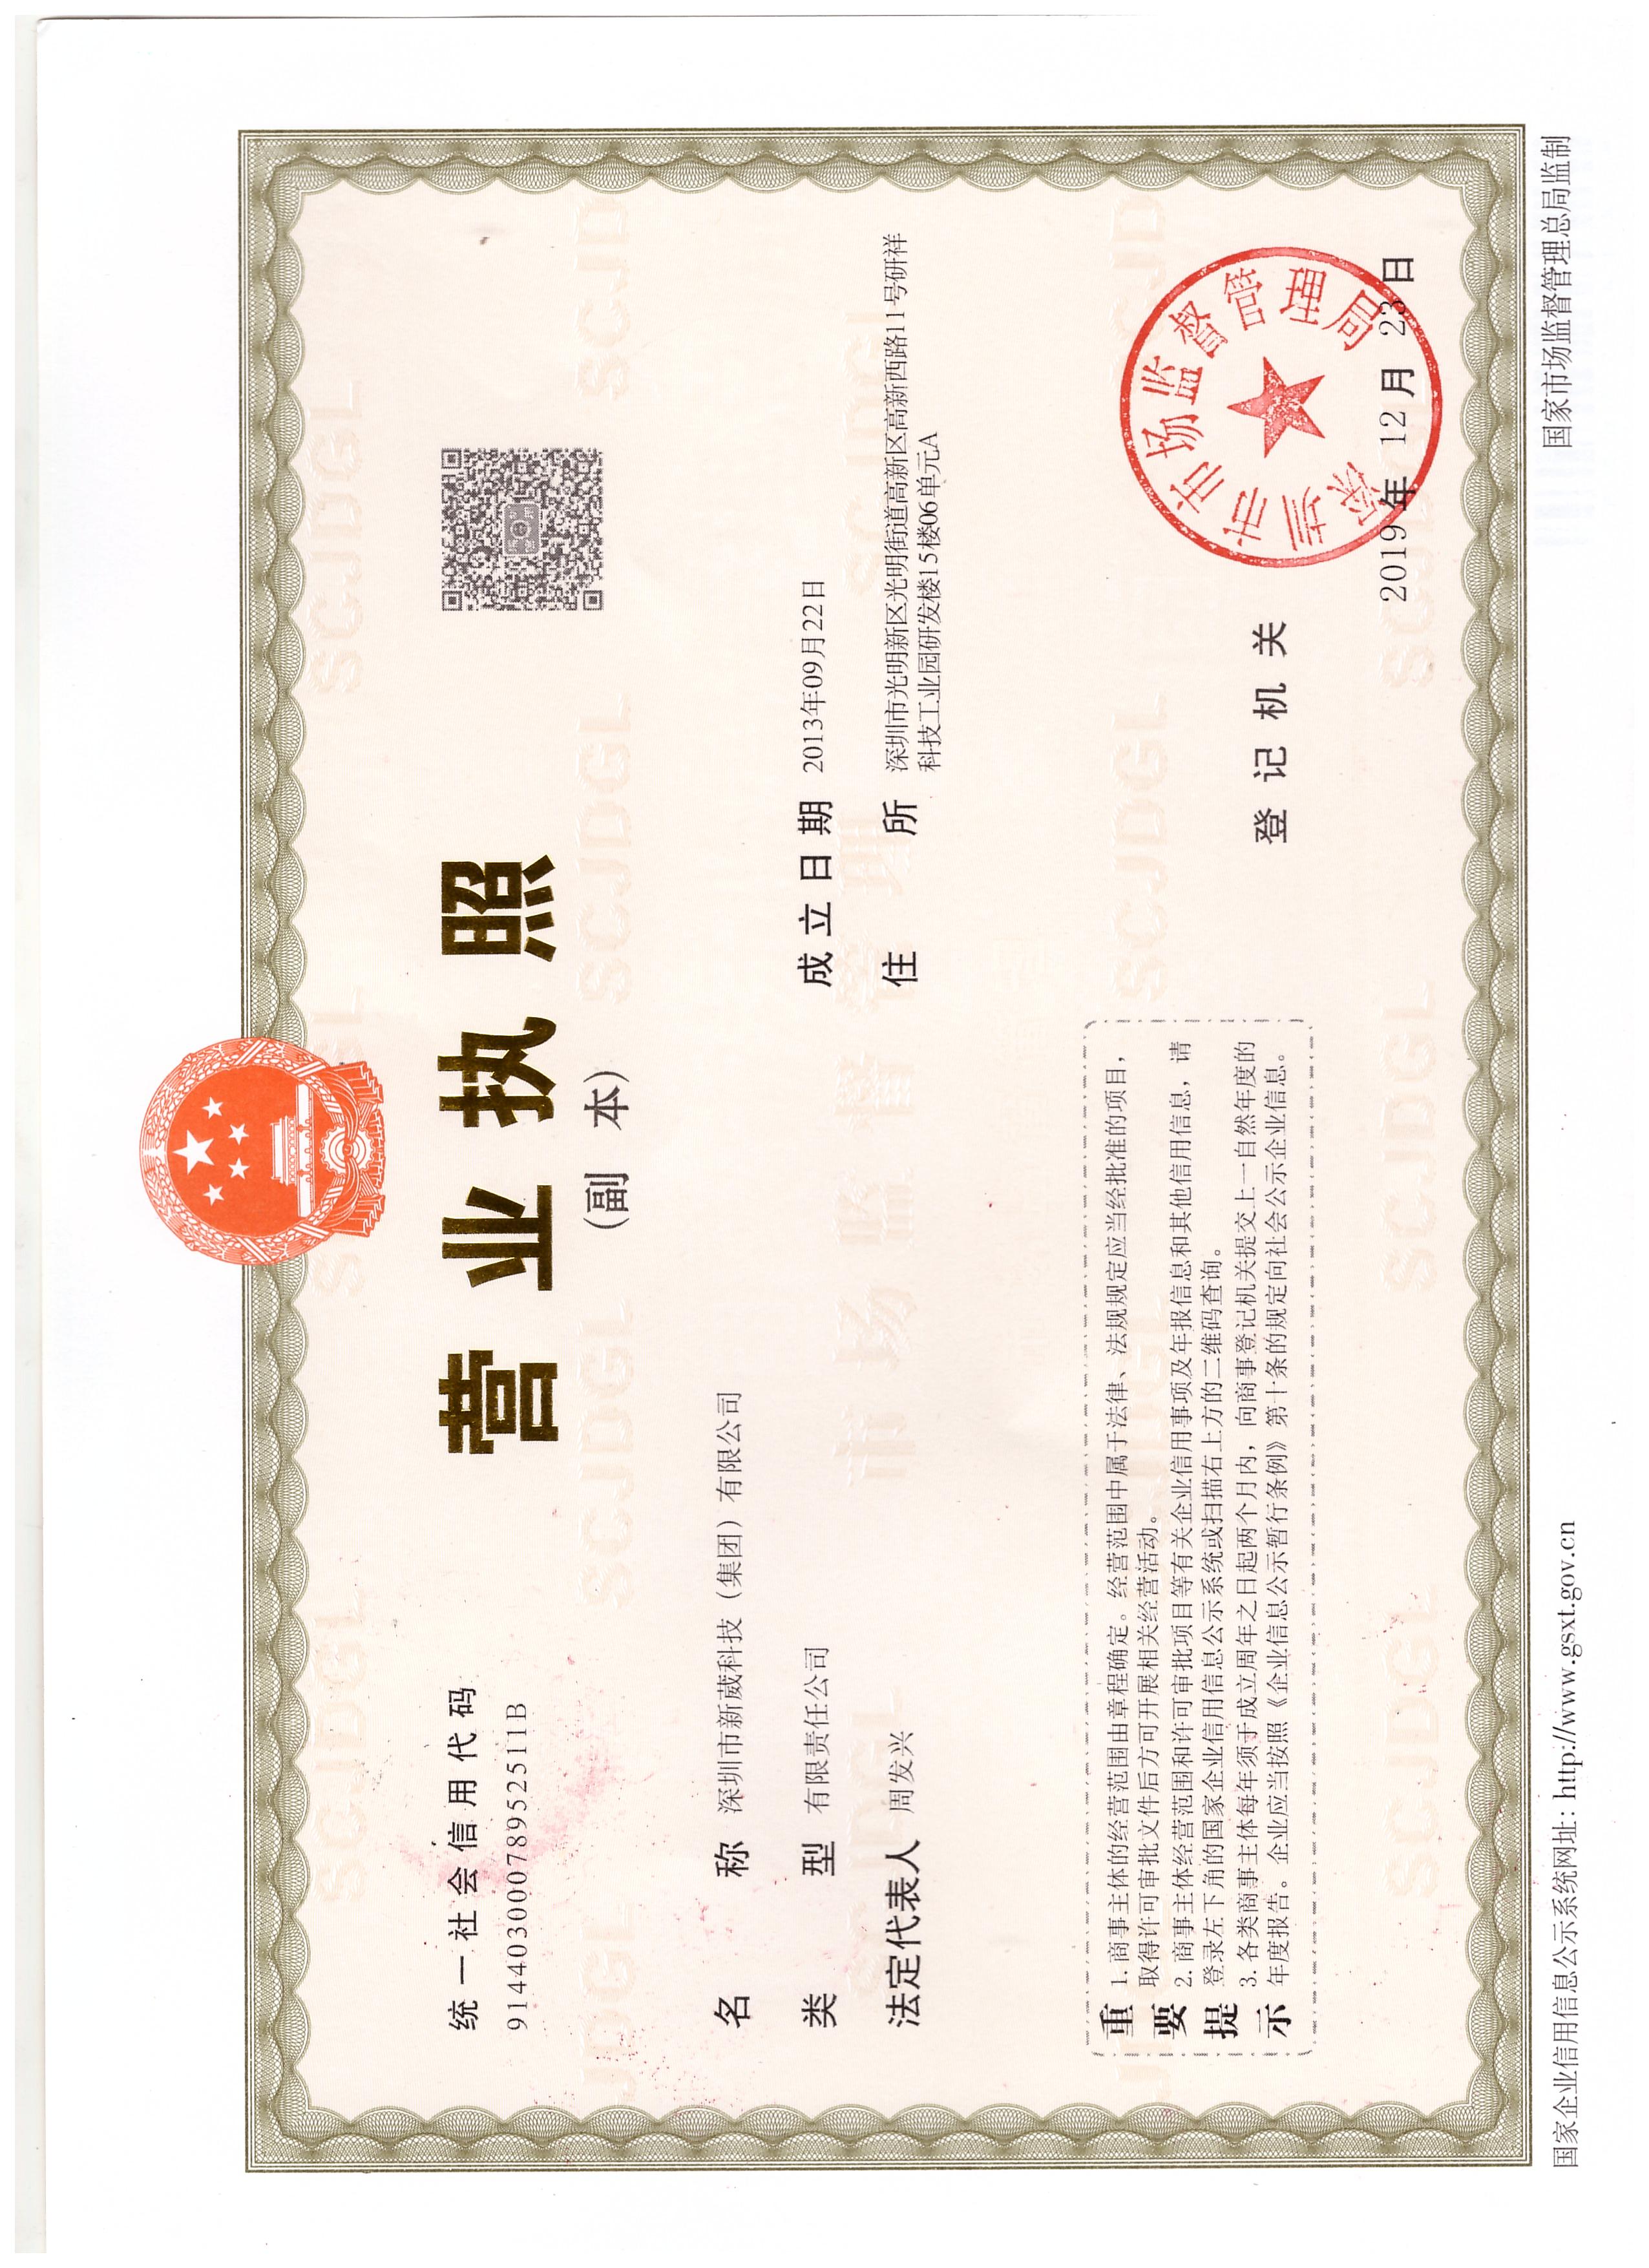 营业执照
(副 本)
统一社会信用代码
91440300078952511B
名 称 深圳市新葳科技（集团）有限公司
类 型 有限责任公司
法定代表人 周发兴
成立日期 2013年09月22日
住 所 深圳市光明新区光明街道高新区高新西路11号研祥
科技工业园研发楼15楼06单元A
重要提示
1.商事主体的经营范围由章程确定。经营范围中属于法律、法规规定应当经批准的项目，
取得许可审批文件后方可开展相关经营活动。
2.商事主体经营范围和许可审批项目等有关企业信用事项及年报信息和其他信用信息，请
登录左下角的国家企业信用信息公示系统或扫描右上方的二维码查询。
3.各类商事主体每年须于成立周年之日起两个月内，向商事登记机关提交上一自然年度的
年度报告。企业应当按照《企业信息公示暂行条例》第十条的规定向社会公示企业信息。
登记机关
深圳市市场监督管理局
2019年12月23日
国家企业信用信息公示系统网址: http://www.gsxt.gov.cn
国家市场监督管理总局监制
SCJDGL
市场监督管理